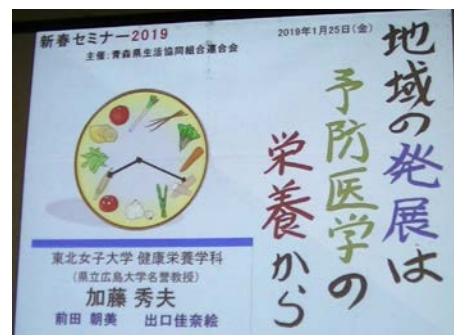 新春セミナー2019
2019年1月25日(金)
主催:青森県生活協同組合連合会
地域の発展は
予防医学の
栄養から
東北女子大学 健康栄養学科
(県立広島大学名誉教授)
加藤 秀夫
前田 朝美 出口佳奈絵